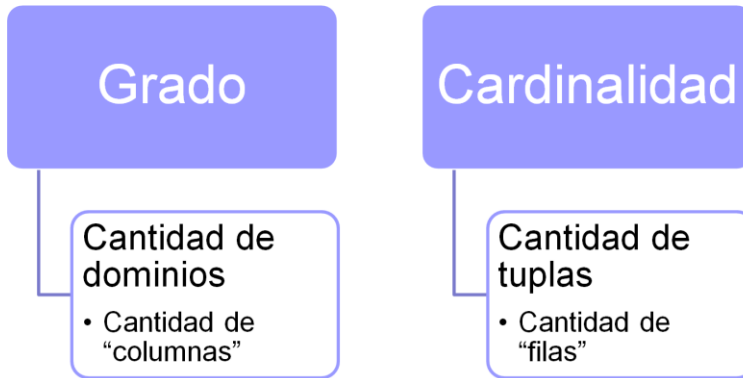 Grado
Cantidad de
dominios
• Cantidad de
“columnas”
Cardinalidad
Cantidad de
tuplas
• Cantidad de
“filas”